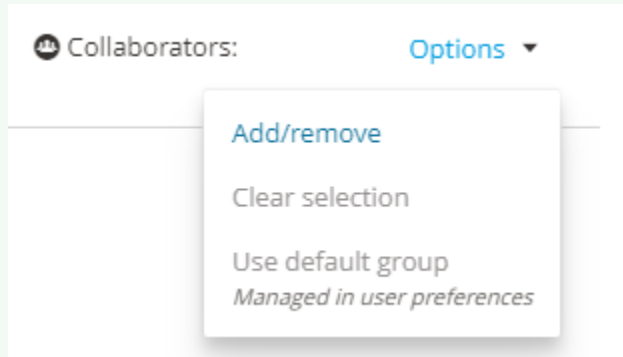 Collaborators: Options
Add/remove
Clear selection
Use default group
Managed in user preferences